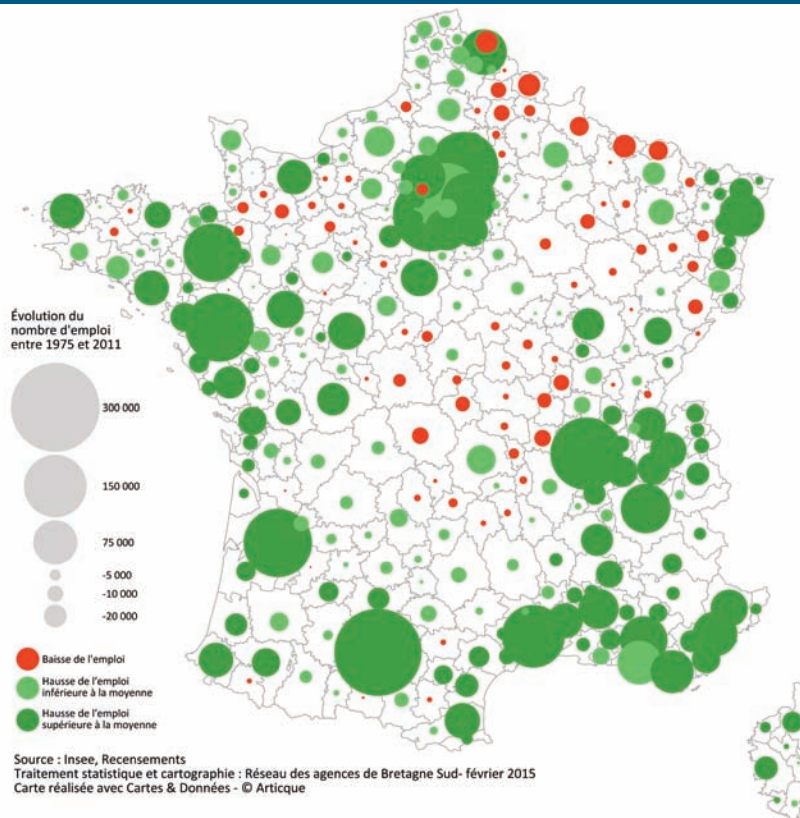 Évolution du
nombre d'emploi
entre 1975 et 2011
300 000
150 000
75 000
-5 000
-10 000
-20 000
Baisse de l'emploi
Hausse de l'emploi
inférieure à la moyenne
Hausse de l'emploi
supérieure à la moyenne
Source : Insee, Recensements
Traitement statistique et cartographie : Réseau des agences de Bretagne Sud- février 2015
Carte réalisée avec Cartes & Données - © Articque